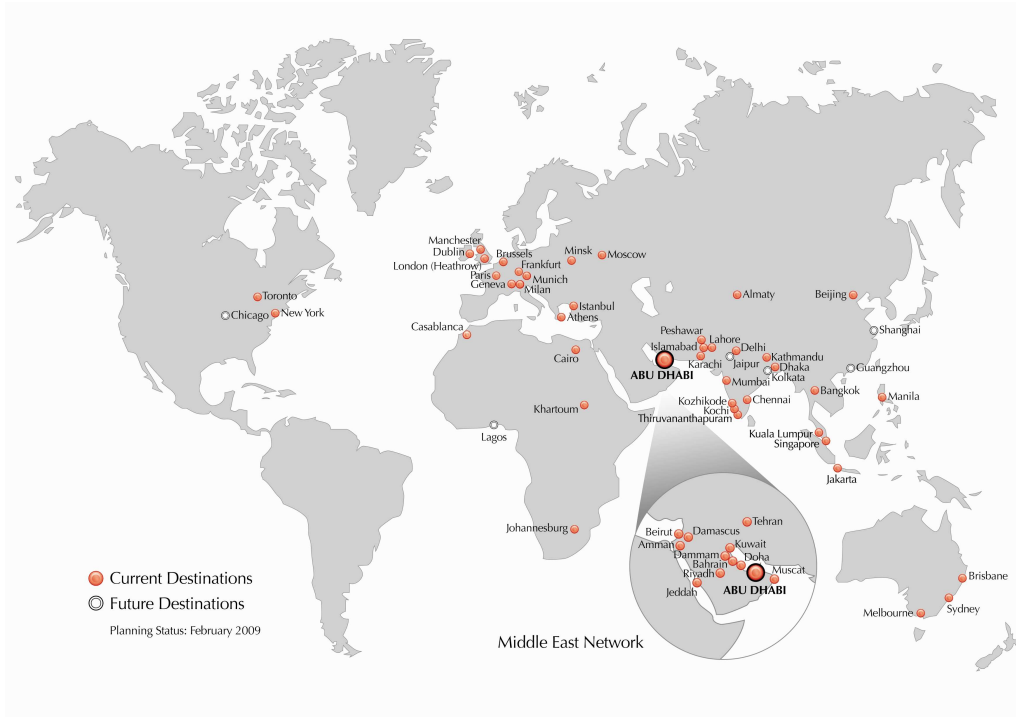 Manchester
Dublin
London (Heathrow)
Brussels
Frankfurt
Paris
Munich
Geneva
Milan
Minsk
Moscow
Istanbul
Athens
Toronto
Chicago
New York
Casablanca
Cairo
Khartoum
Lagos
Johannesburg
Almaty
Beijing
Shanghai
Peshawar
Islamabad
Lahore
Delhi
Karachi
Jaipur
Kathmandu
Dhaka
Kolkata
Guangzhou
ABU DHABI
Mumbai
Bangkok
Manila
Kozhikode
Chennai
Kochi
Thiruvananthapuram
Kuala Lumpur
Singapore
Jakarta
Tehran
Beirut
Damascus
Amman
Kuwait
Dammam
Doha
Bahrain
Riyadh
Muscat
Jeddah
ABU DHABI
Brisbane
Sydney
Melbourne
Current Destinations
Future Destinations
Planning Status: February 2009
Middle East Network